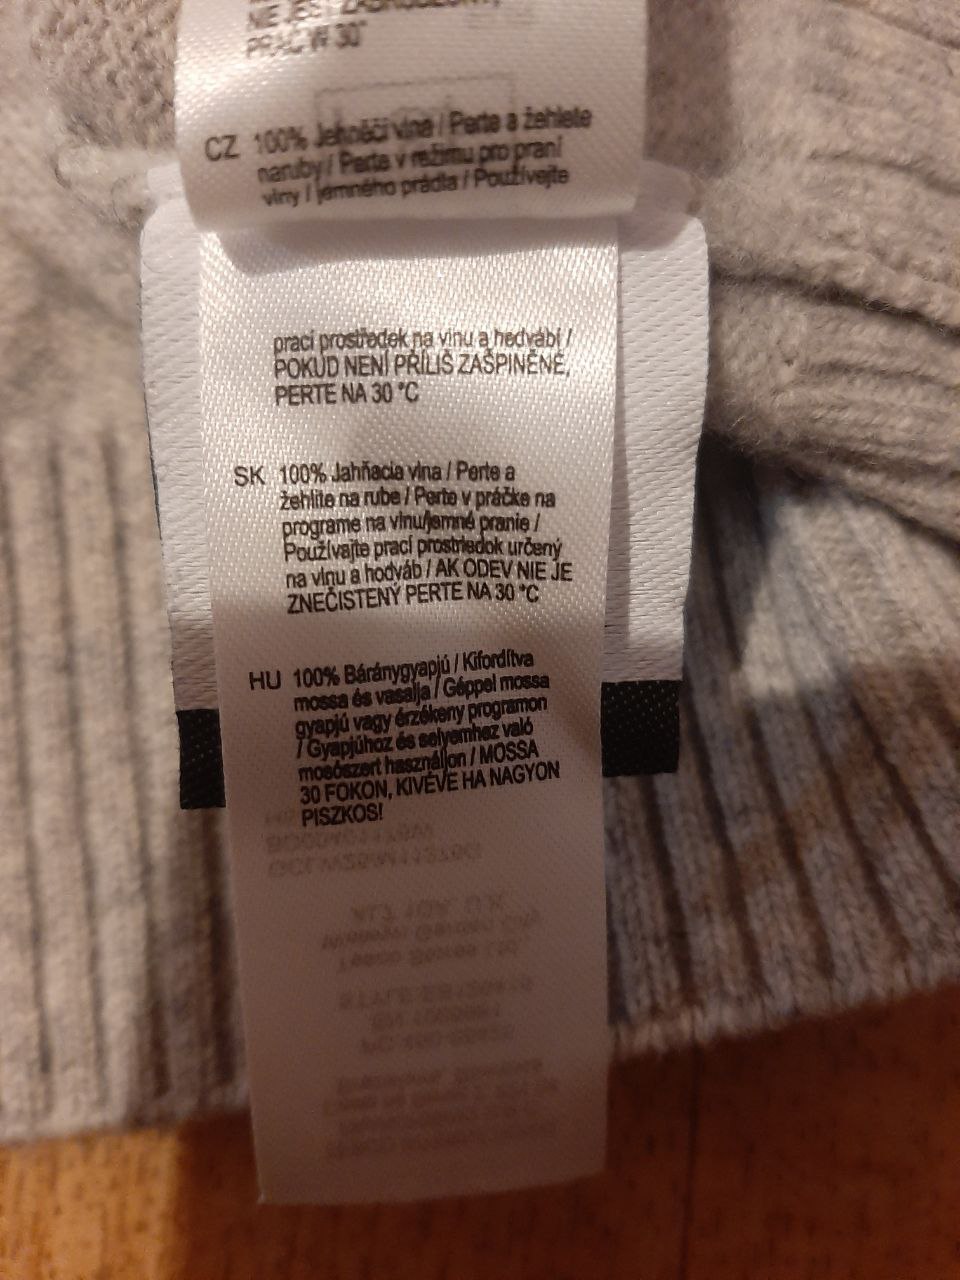 NIE JEST
PRAĆ W 30°
CZ 100% Jehněčí vlna / Perte a žehlete
naruby / Perte v režimu pro praní
vlny / jemného prádla / Používejte
prací prostředek na vlnu a hedvábí /
POKUD NENÍ PŘÍLIŠ ZAŠPINĚNÉ,
PERTE NA 30 °C
SK 100% Jahňacia vlna / Perte a
žehlite na rube / Perte v práčke na
programe na vlnu/jemné pranie /
Používajte prací prostriedok určený
na vlnu a hodváb / AK ODEV NIE JE
ZNEČISTENÝ PERTE NA 30 °C
HU 100% Báránygyapjú / Kifordítva
mossa és vasalja / Géppel mossa
gyapjú vagy érzékeny programon
/ Gyapjúhoz és selyemhez való
mosószert használjon / MOSSA
30 FOKON, KIVÉVE HA NAGYON
PISZKOS!